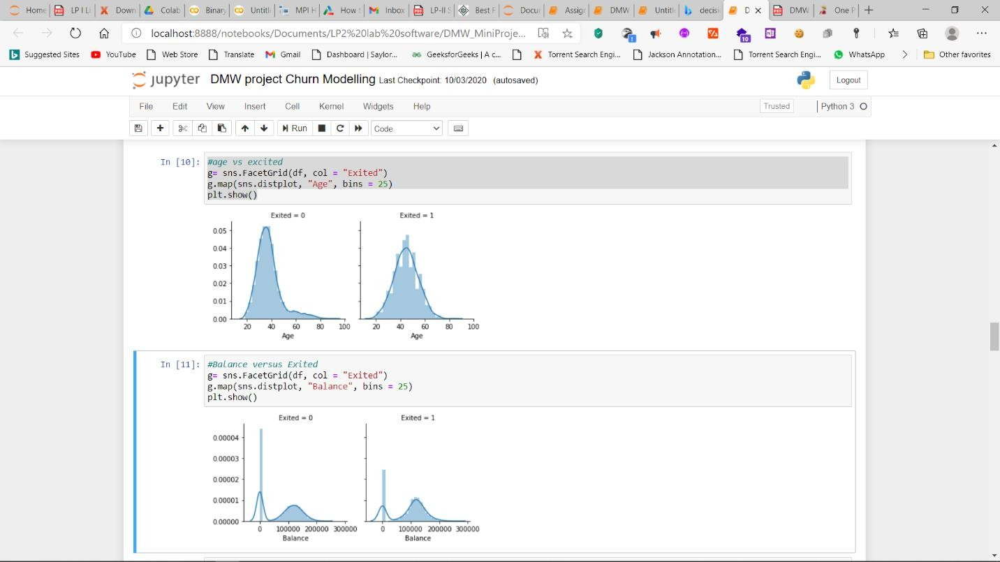 Home
LP I Li
Down
Colab
Binary
Untitl
MPI H
How t
Inbox
LP-II S
Best F
Docu
Assign
DMW
Untitl
decisi
D
DMW
One P
localhost:8888/notebooks/Documents/LP2%20lab%20software/DMW_MiniProje...
10
Suggested Sites YouTube Web Store Translate Gmail Dashboard | Saylor... GeeksforGeeks | A c... Torrent Search Engi... Jackson Annotation... Torrent Search Engi... WhatsApp Other favorites
jupyter DMW project Churn Modelling Last Checkpoint: 10/03/2020 (autosaved) Logout
File Edit View Insert Cell Kernel Widgets Help Trusted Python 3
Run Code
In [10]: #age vs excited
g= sns.FacetGrid(df, col = "Exited")
g.map(sns.distplot, "Age", bins = 25)
plt.show()
Exited = 0 Exited = 1
0.05
0.04
0.03
0.02
0.01
0.00
20 40 60 80 100 20 40 60 80 100
Age Age
In [11]: #Balance versus Exited
g= sns.FacetGrid(df, col = "Exited")
g.map(sns.distplot, "Balance", bins = 25)
plt.show()
Exited = 0 Exited = 1
0.00004
0.00003
0.00002
0.00001
0.00000
0 100000 200000 300000 0 100000 200000 300000
Balance Balance